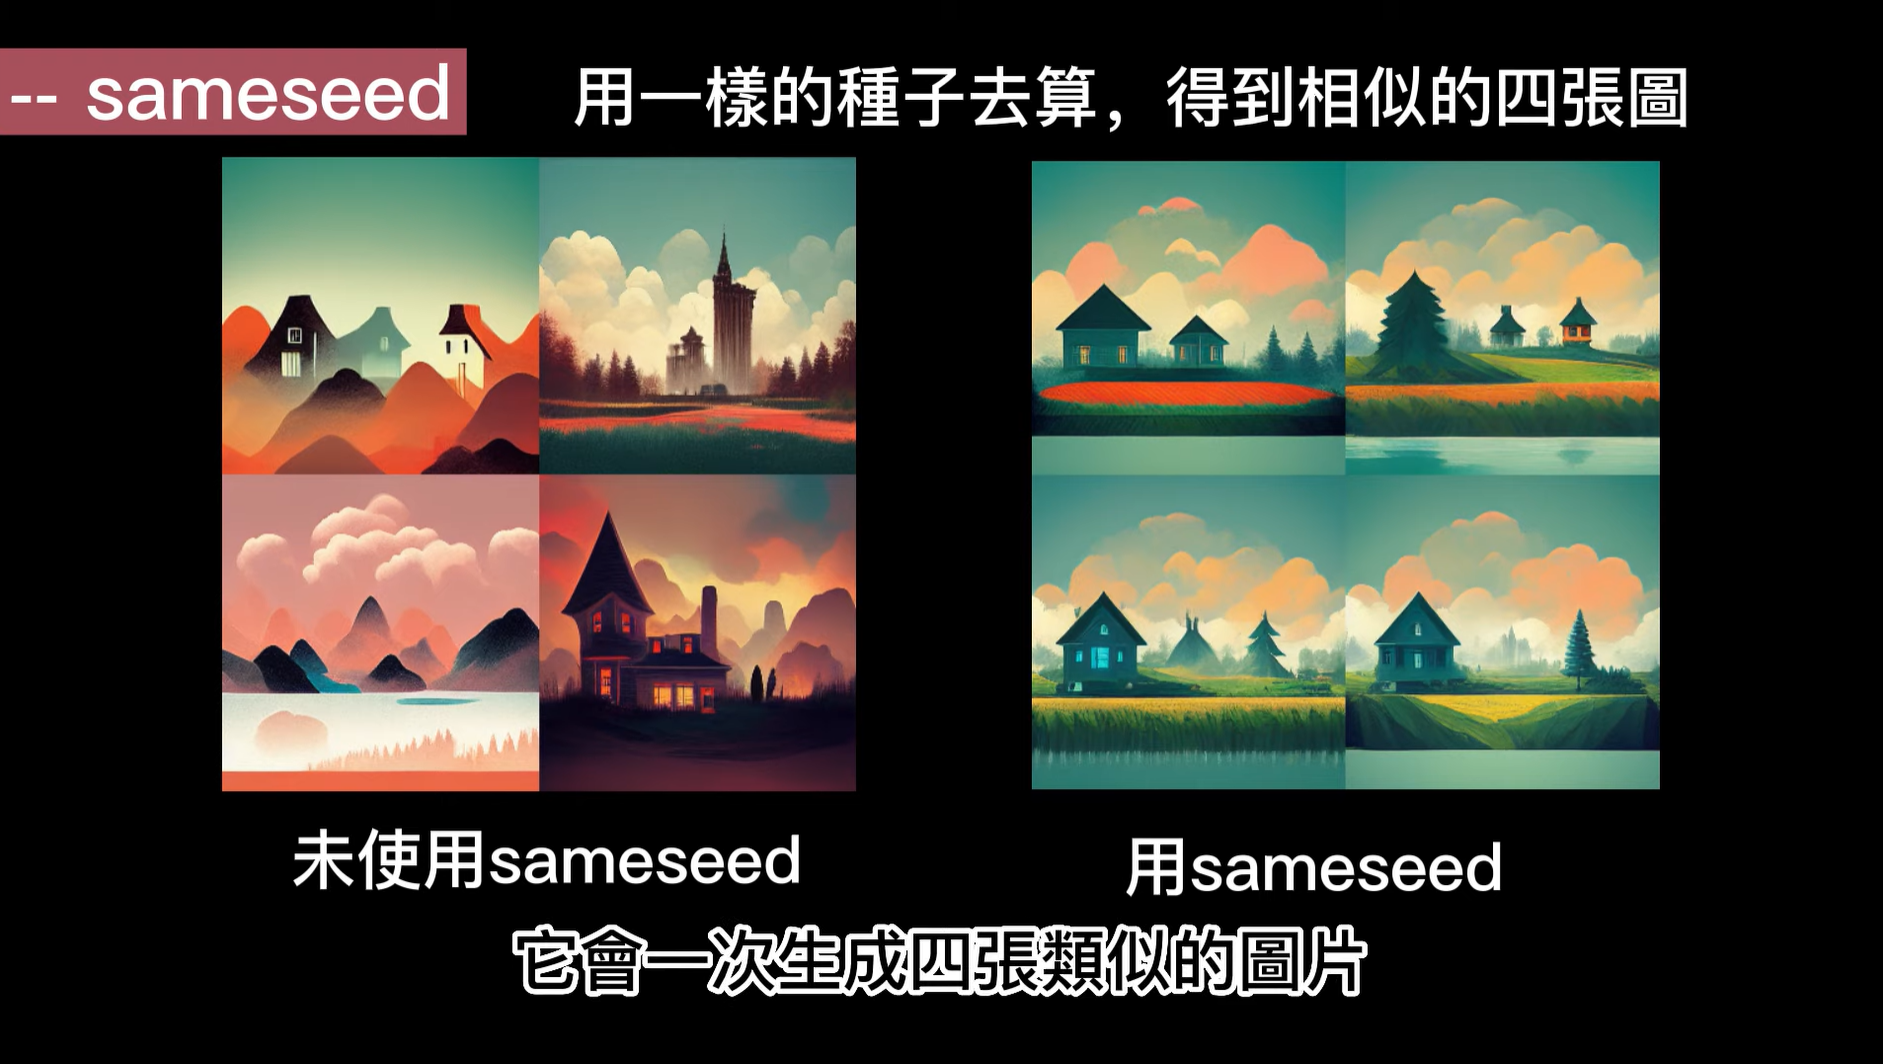 -- sameseed
用一樣的種子去算，得到相似的四張圖
未使用sameseed
用sameseed
它會一次生成四張類似的圖片